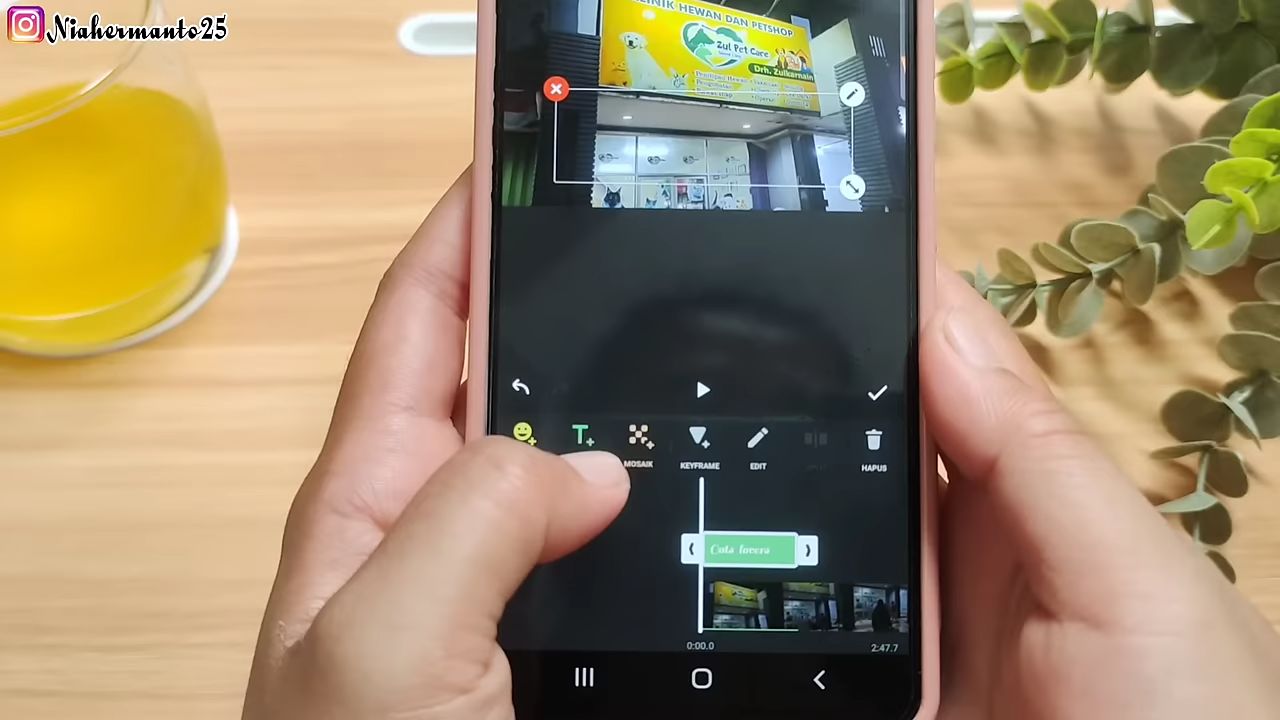 Niahermanto25
KLINIK HEWAN DAN PETSHOP
Zul Pet Care
Drh. Zulkarnain
MOSAIK
KEYFRAME
EDIT
HAPUS
Cats lovers
0:00.0
2:47.7